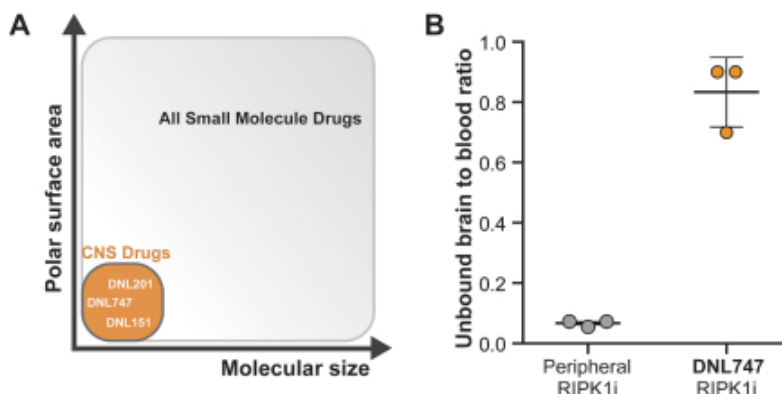 A
Polar surface area
All Small Molecule Drugs
CNS Drugs
DNL201
DNL747
DNL151
Molecular size
B
Unbound brain to blood ratio
1.0
0.8
0.6
0.4
0.2
0.0
Peripheral
RIPK1i
DNL747
RIPK1i